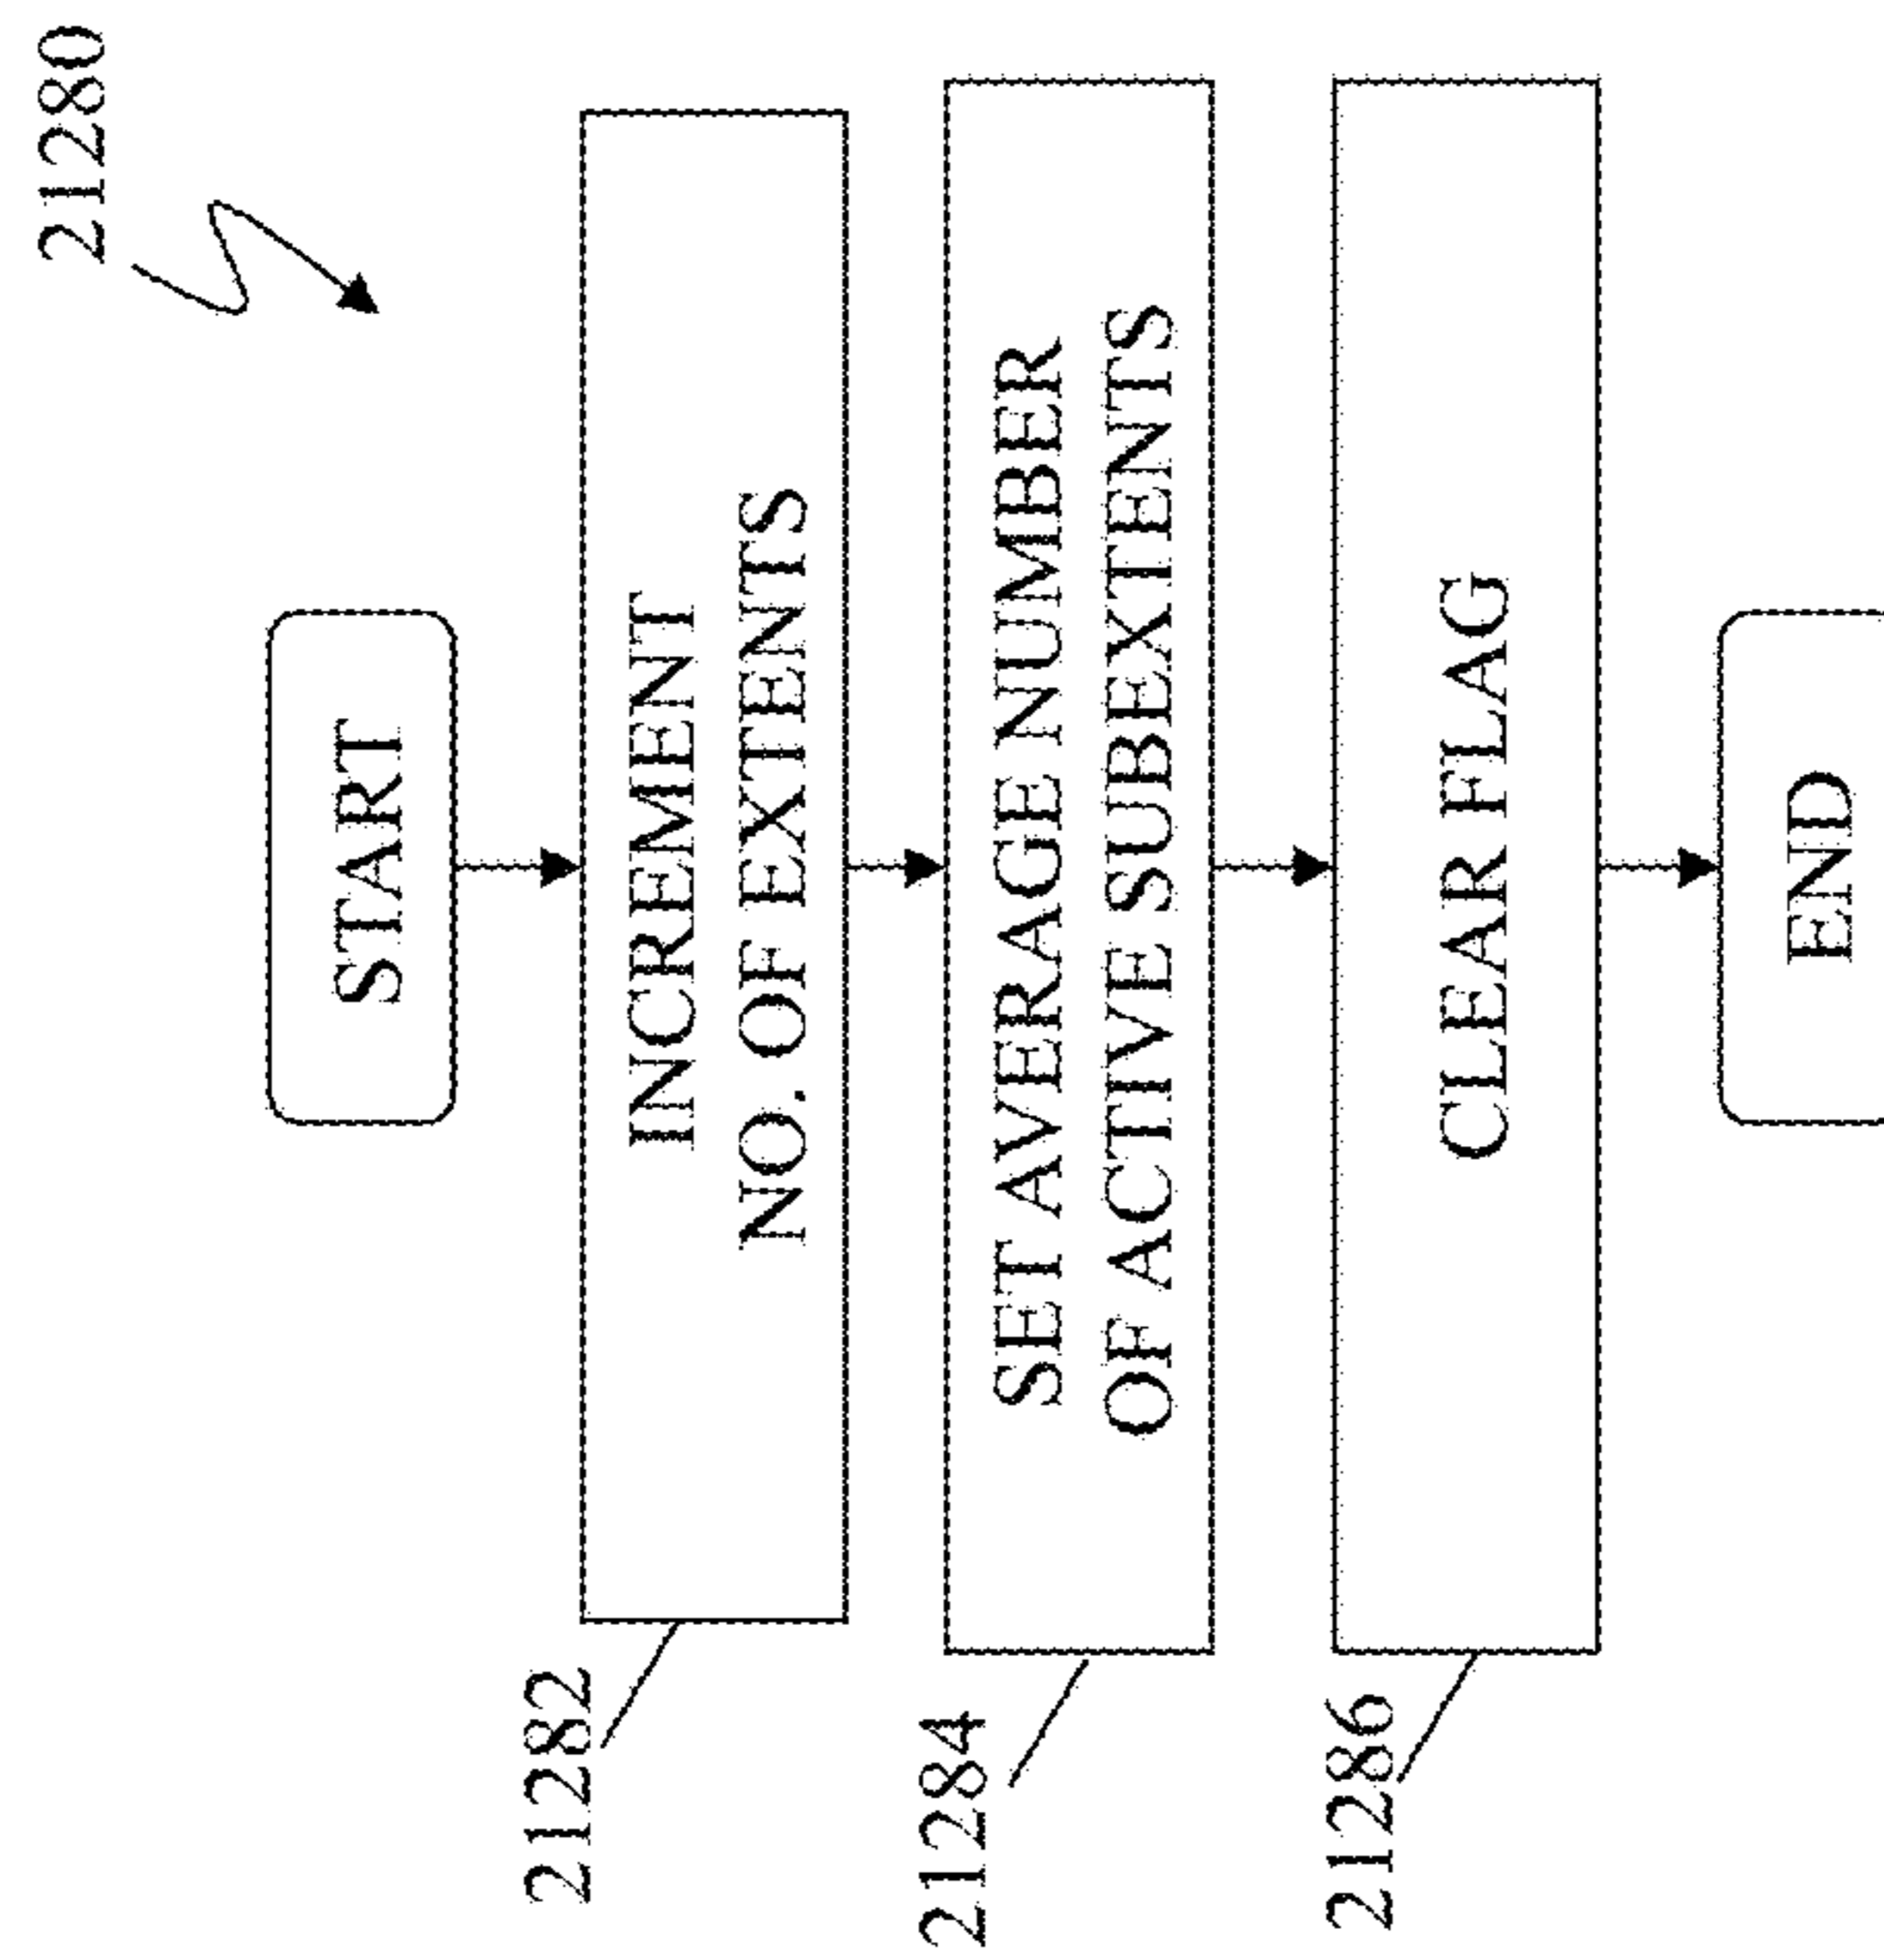 21280
START
21282
INCREMENT
NO. OF EXTENTS
21284
SET AVERAGE NUMBER
OF ACTIVE SUBEXTENTS
21286
CLEAR FLAG
END